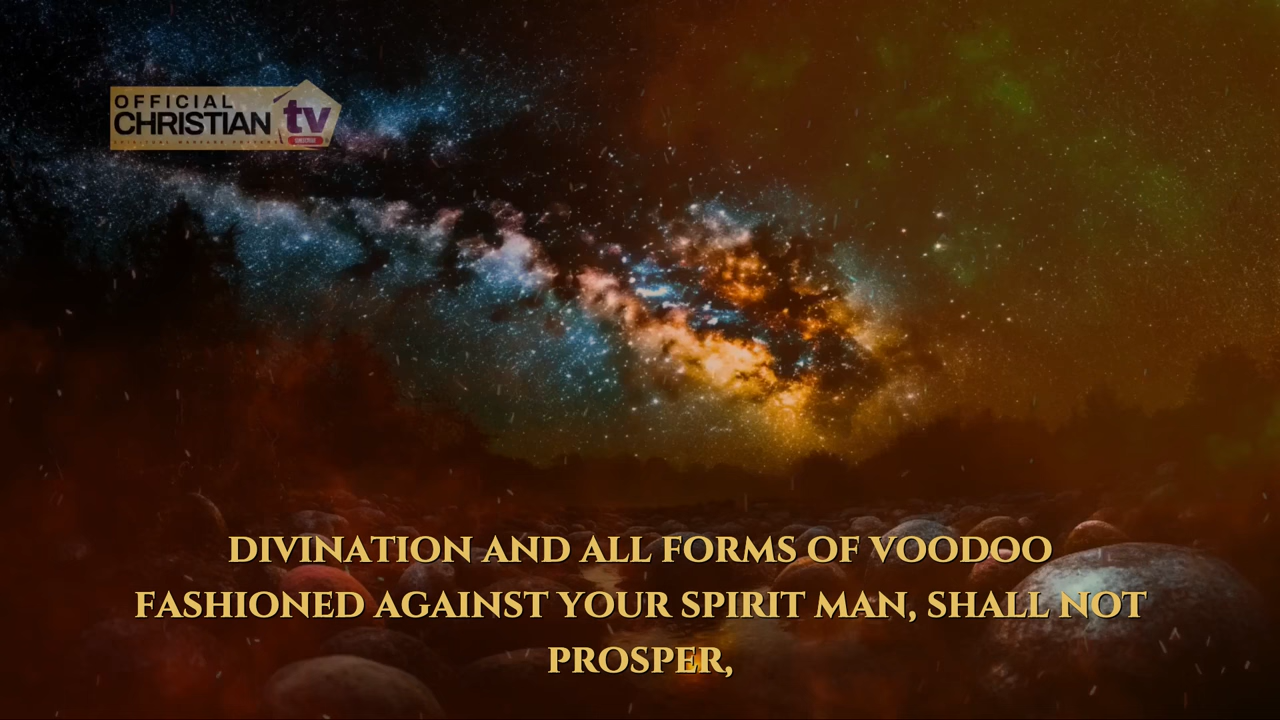 OFFICIAL
CHRISTIAN tv
DIVINATION AND ALL FORMS OF VOODOO
FASHIONED AGAINST YOUR SPIRIT MAN, SHALL NOT
PROSPER,